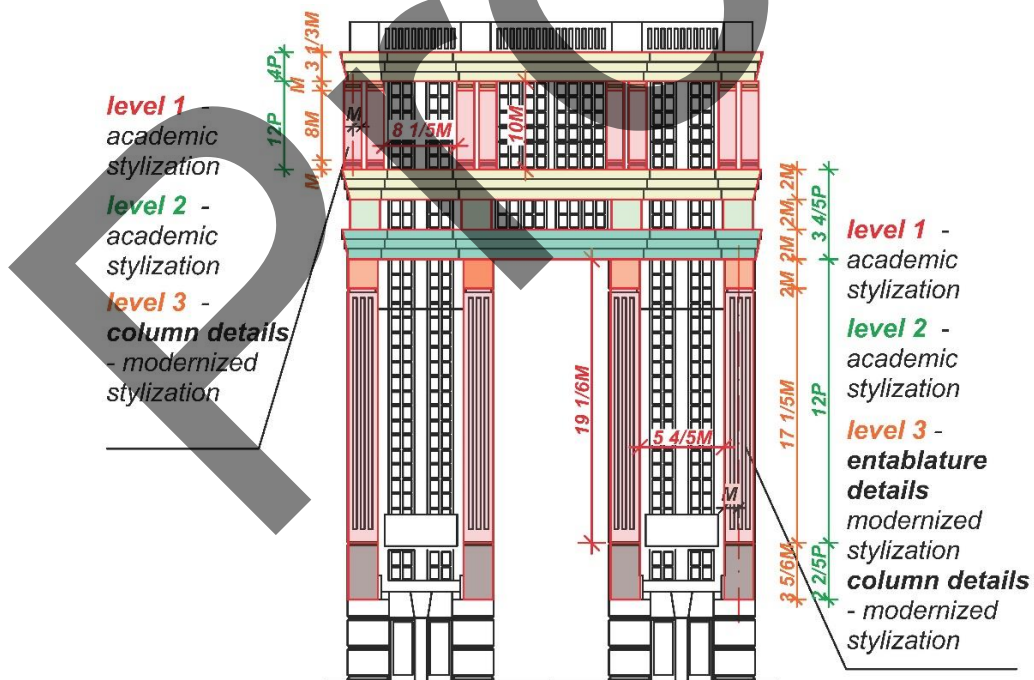 level 1 -
academic
stylization
level 2 -
academic
stylization
level 3 -
column details
- modernized
stylization
4P
12P
3 1/3M
M
8M
M
M
8 1/5M
10M
2M
2M
2M
2M
3 4/5P
19 1/6M
5 4/5M
M
17 1/5M
12P
3 5/6M
2 2/5P
level 1 -
academic
stylization
level 2 -
academic
stylization
level 3 -
entablature
details
modernized
stylization
column details
- modernized
stylization